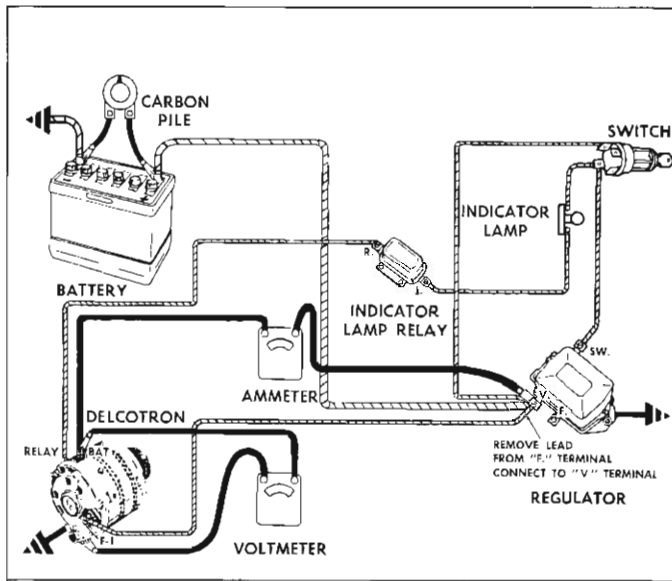 CARBON
PILE
SWITCH
INDICATOR
LAMP
R.
BATTERY
INDICATOR
LAMP RELAY
SW.
AMMETER
V.
F.
DELCOTRON
RELAY
BAT
REMOVE LEAD
FROM "F." TERMINAL
CONNECT TO "V" TERMINAL
REGULATOR
F-1
VOLTMETER